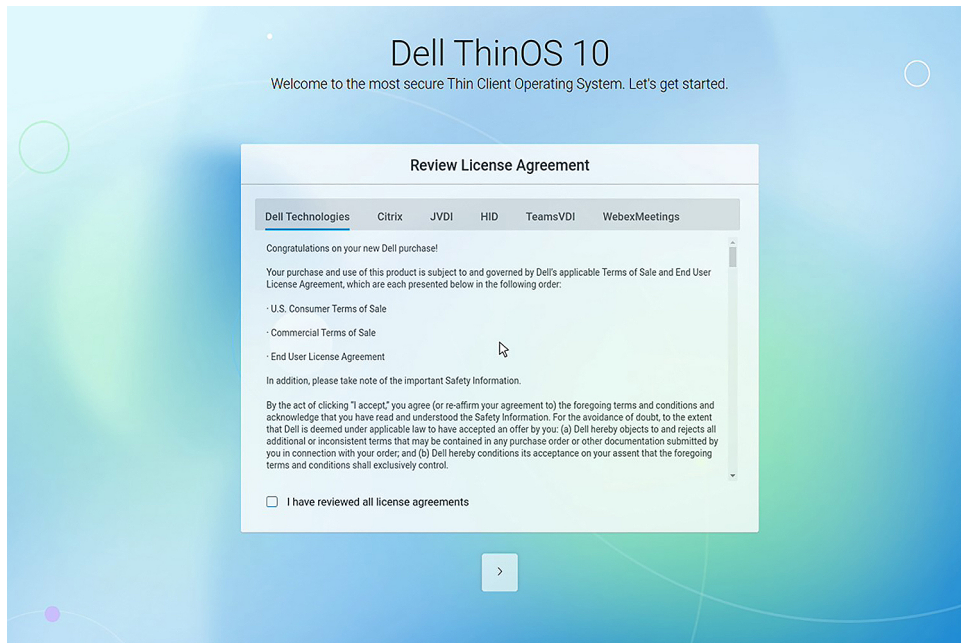 Dell ThinOS 10
Welcome to the most secure Thin Client Operating System. Let's get started.
Review License Agreement
Dell Technologies Citrix JVDI HID TeamsVDI WebexMeetings
Congratulations on your new Dell purchase!
Your purchase and use of this product is subject to and governed by Dell's applicable Terms of Sale and End User
License Agreement, which are each presented below in the following order:
· U.S. Consumer Terms of Sale
· Commercial Terms of Sale
· End User License Agreement
In addition, please take note of the important Safety Information.
By the act of clicking "I accept," you agree (or re-affirm your agreement to) the foregoing terms and conditions and
acknowledge that you have read and understood the Safety Information. For the avoidance of doubt, to the extent
that Dell is deemed under applicable law to have accepted an offer by you: (a) Dell hereby objects to and rejects all
additional or inconsistent terms that may be contained in any purchase order or other documentation submitted by
you in connection with your order; and (b) Dell hereby conditions its acceptance on your assent that the foregoing
terms and conditions shall exclusively control.
I have reviewed all license agreements